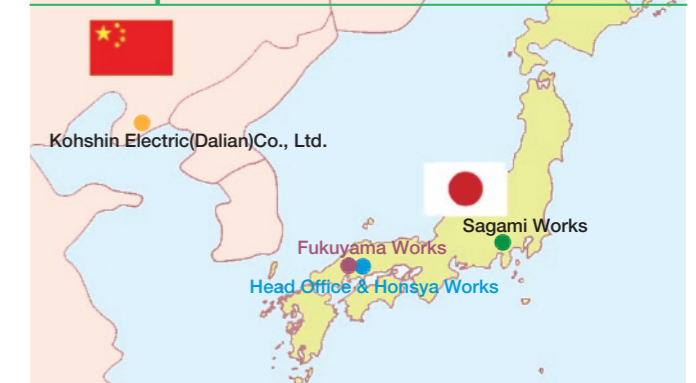 Kohshin Electric(Dalian)Co., Ltd.
Sagami Works
Fukuyama Works
Head Office & Honsya Works